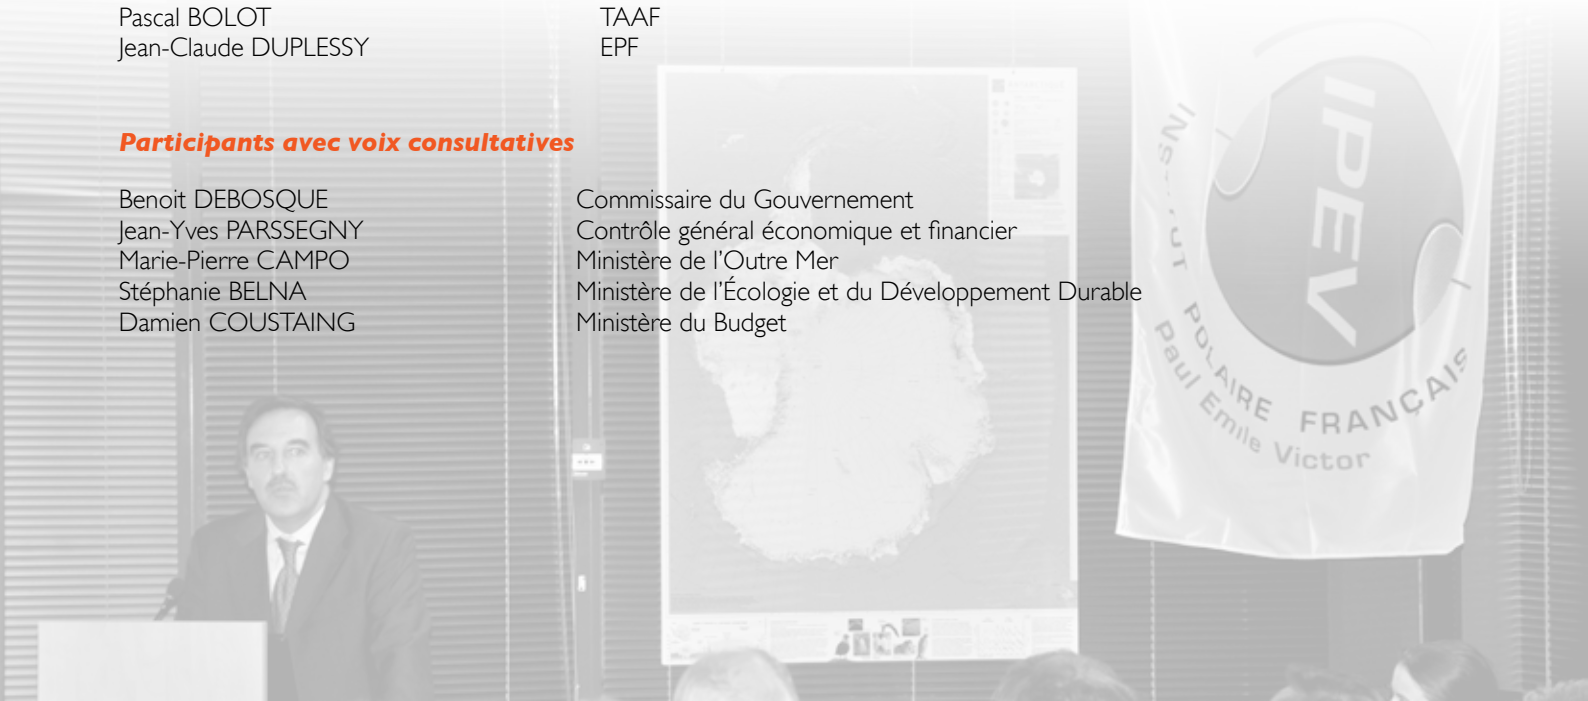 Pascal BOLOT TAAF
Jean-Claude DUPLESSY EPF
Participants avec voix consultatives
Benoit DEBOSQUE Commissaire du Gouvernement
Jean-Yves PARSSEGNY Contrôle général économique et financier
Marie-Pierre CAMPO Ministère de l'Outre Mer
Stéphanie BELNA Ministère de l'Écologie et du Développement Durable
Damien COUSTAING Ministère du Budget
IPEV
POLAIRE FRANÇAIS
Paul Emile Victor